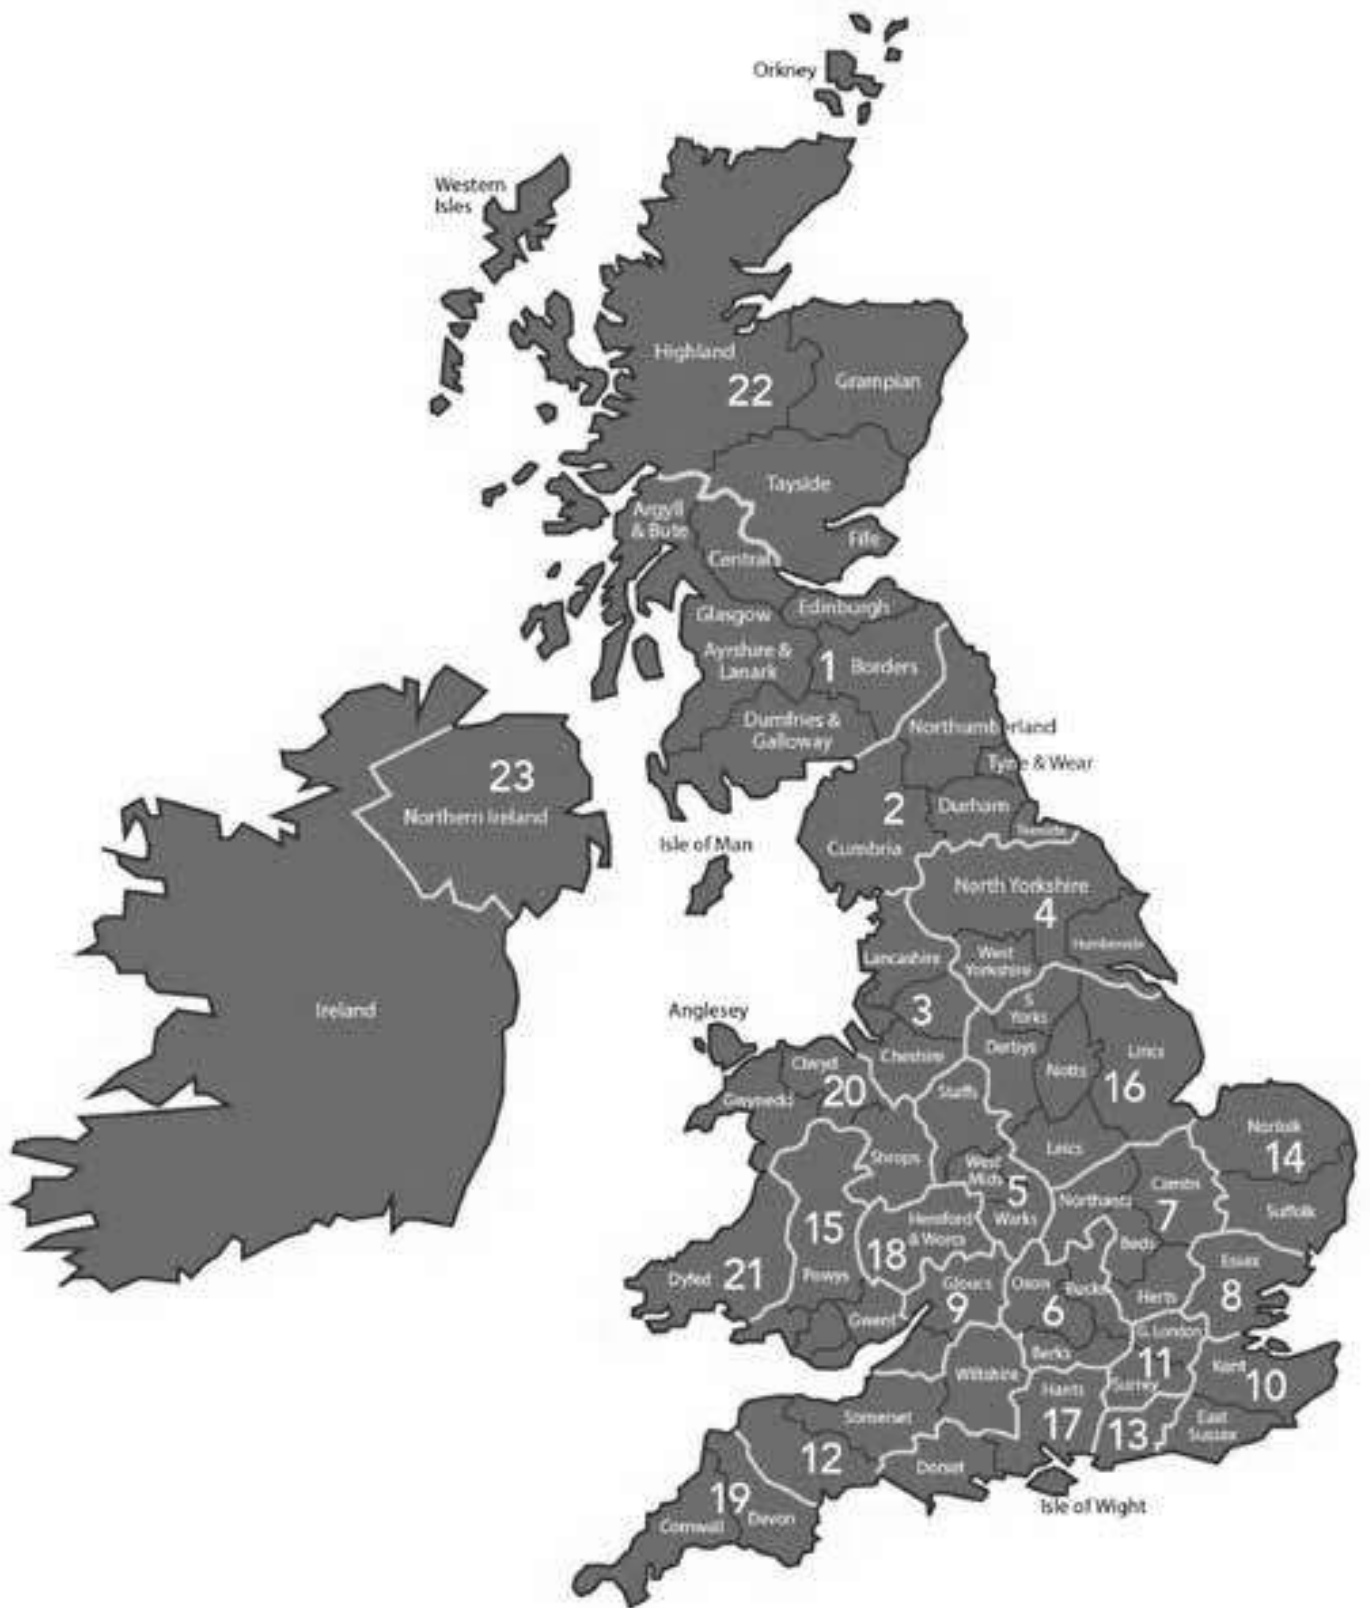 Orkney
Western
Isles
Highland
22
Grampian
Tayside
Argyll
& Bute
Fife
Central
Edinburgh
Glasgow
Ayrshire &
Lanark
1
Borders
Dumfries &
Galloway
Northumberland
23
Tyne & Wear
Northern Ireland
2
Durham
Teeside
Isle of Man
Cumbria
North Yorkshire
4
Humberside
Lancashire
West
Yorkshire
Ireland
Anglesey
3
S
Yorks
Cheshire
Derbys
Lincs
Clwyd
Notts
20
16
Gwynedd
Staffs
Norfolk
14
Shrops
Leics
West
Mids
5
Northants
Cambs
7
Suffolk
15
Hereford
& Worcs
18
Warks
Beds
Essex
Dyfed
21
Powys
Gloucs
9
Oxon
Bucks
6
Herts
8
Gwent
G. London
Berks
11
Kent
10
Wiltshire
Hants
Surrey
Somerset
17
13
East
Sussex
12
Dorset
19
Isle of Wight
Cornwall
Devon